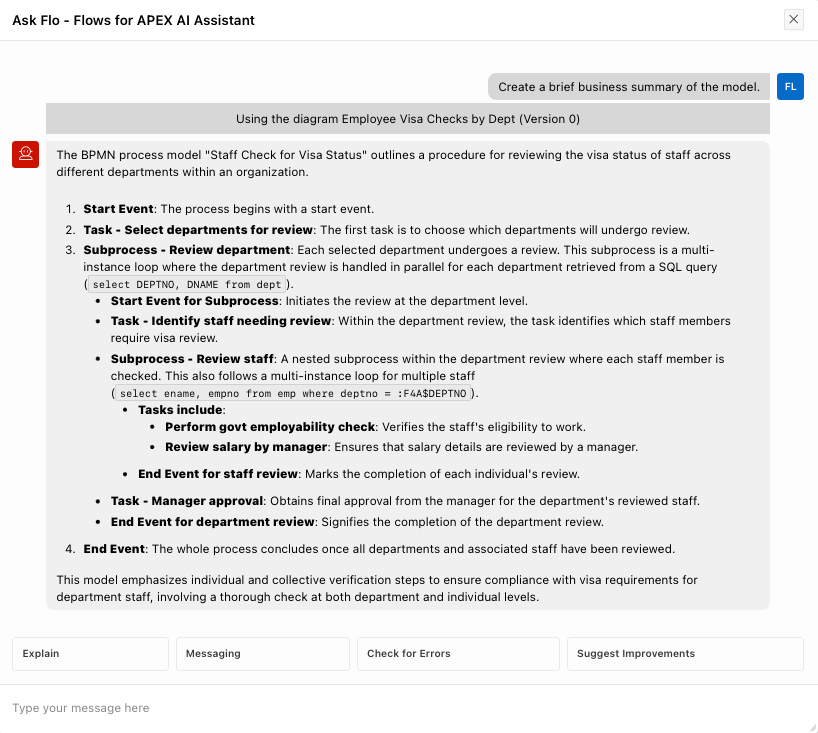 Ask Flo - Flows for APEX AI Assistant
Create a brief business summary of the model.
FL
Using the diagram Employee Visa Checks by Dept (Version 0)
The BPMN process model "Staff Check for Visa Status" outlines a procedure for reviewing the visa status of staff across
different departments within an organization.
1. Start Event: The process begins with a start event.
2. Task - Select departments for review: The first task is to choose which departments will undergo review.
3. Subprocess - Review department: Each selected department undergoes a review. This subprocess is a multi-
instance loop where the department review is handled in parallel for each department retrieved from a SQL query
(select DEPTNO, DNAME from dept).
• Start Event for Subprocess: Initiates the review at the department level.
• Task - Identify staff needing review: Within the department review, the task identifies which staff members
require visa review.
• Subprocess - Review staff: A nested subprocess within the department review where each staff member is
checked. This also follows a multi-instance loop for multiple staff
(select ename, empno from emp where deptno = :F4A$DEPTNO).
• Tasks include:
• Perform govt employability check: Verifies the staff's eligibility to work.
• Review salary by manager: Ensures that salary details are reviewed by a manager.
• End Event for staff review: Marks the completion of each individual's review.
• Task - Manager approval: Obtains final approval from the manager for the department's reviewed staff.
• End Event for department review: Signifies the completion of the department review.
4. End Event: The whole process concludes once all departments and associated staff have been reviewed.
This model emphasizes individual and collective verification steps to ensure compliance with visa requirements for
department staff, involving a thorough check at both department and individual levels.
Explain
Messaging
Check for Errors
Suggest Improvements
Type your message here